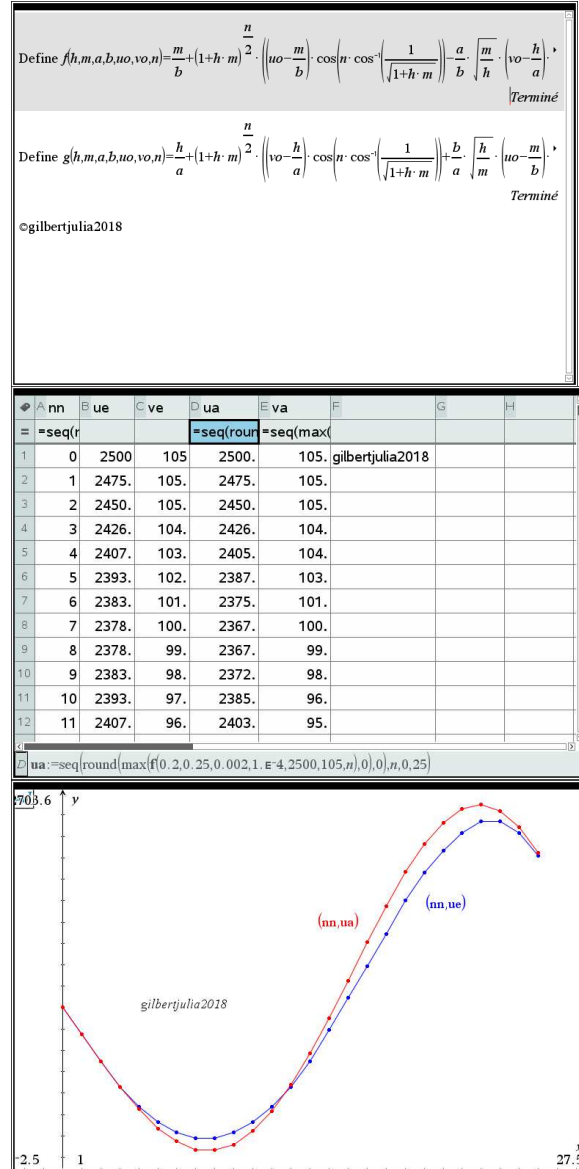 Define f(h,m,a,b,uo,vo,n)=m/b+(1+h·m)^(n/2)·((uo-m/b)·cos(n·cos⁻¹(1/√(1+h·m)))-a/b·√(m/h)·(vo-h/a)·
Terminé
Define g(h,m,a,b,uo,vo,n)=h/a+(1+h·m)^(n/2)·((vo-h/a)·cos(n·cos⁻¹(1/√(1+h·m)))+b/a·√(h/m)·(uo-m/b)·
Terminé
©gilbertjulia2018
A nn B ue C ve D ua E va F G H
= =seq(r =seq(roun =seq(max(
1 0 2500 105 2500. 105. gilbertjulia2018
2 1 2475. 105. 2475. 105.
3 2 2450. 105. 2450. 105.
4 3 2426. 104. 2426. 104.
5 4 2407. 103. 2405. 104.
6 5 2393. 102. 2387. 103.
7 6 2383. 101. 2375. 101.
8 7 2378. 100. 2367. 100.
9 8 2378. 99. 2367. 99.
10 9 2383. 98. 2372. 98.
11 10 2393. 97. 2385. 96.
12 11 2407. 96. 2403. 95.
D ua:=seq(round(max(f(0.2,0.25,0.002,1.ᴇ-4,2500,105,n),0),0),n,0,25)
y
(nn,ue)
(nn,ua)
gilbertjulia2018
-2.5 1 27.5